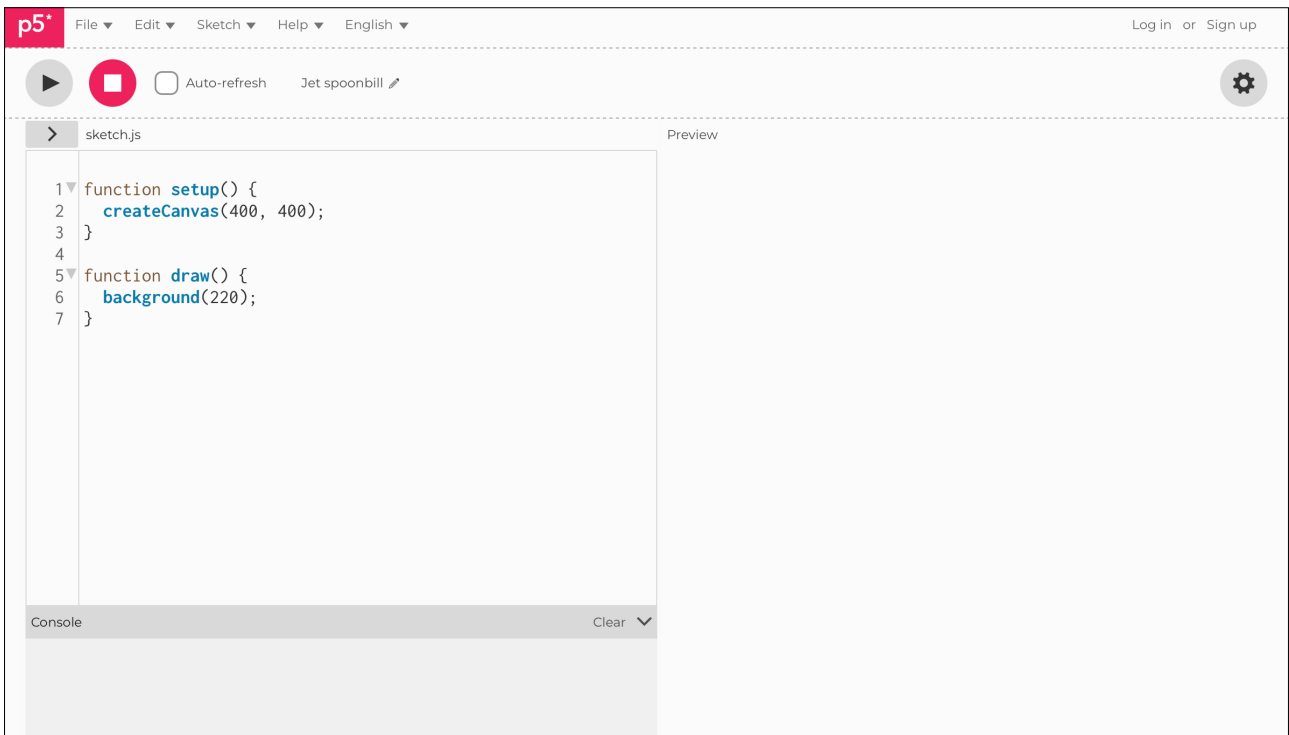 p5* File Edit Sketch Help English Log in or Sign up
Auto-refresh Jet spoonbill
sketch.js Preview
1 function setup() {
2 createCanvas(400, 400);
3 }
4
5 function draw() {
6 background(220);
7 }
Console Clear